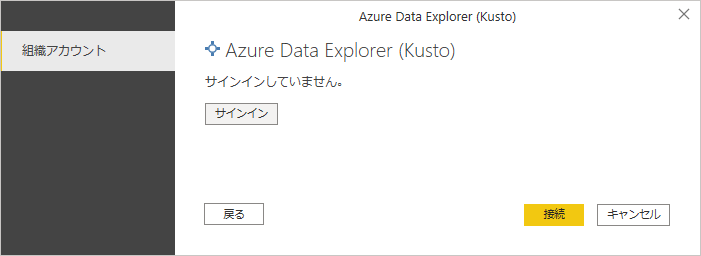 Azure Data Explorer (Kusto)
組織アカウント
Azure Data Explorer (Kusto)
サインインしていません。
サインイン
戻る
接続
キャンセル